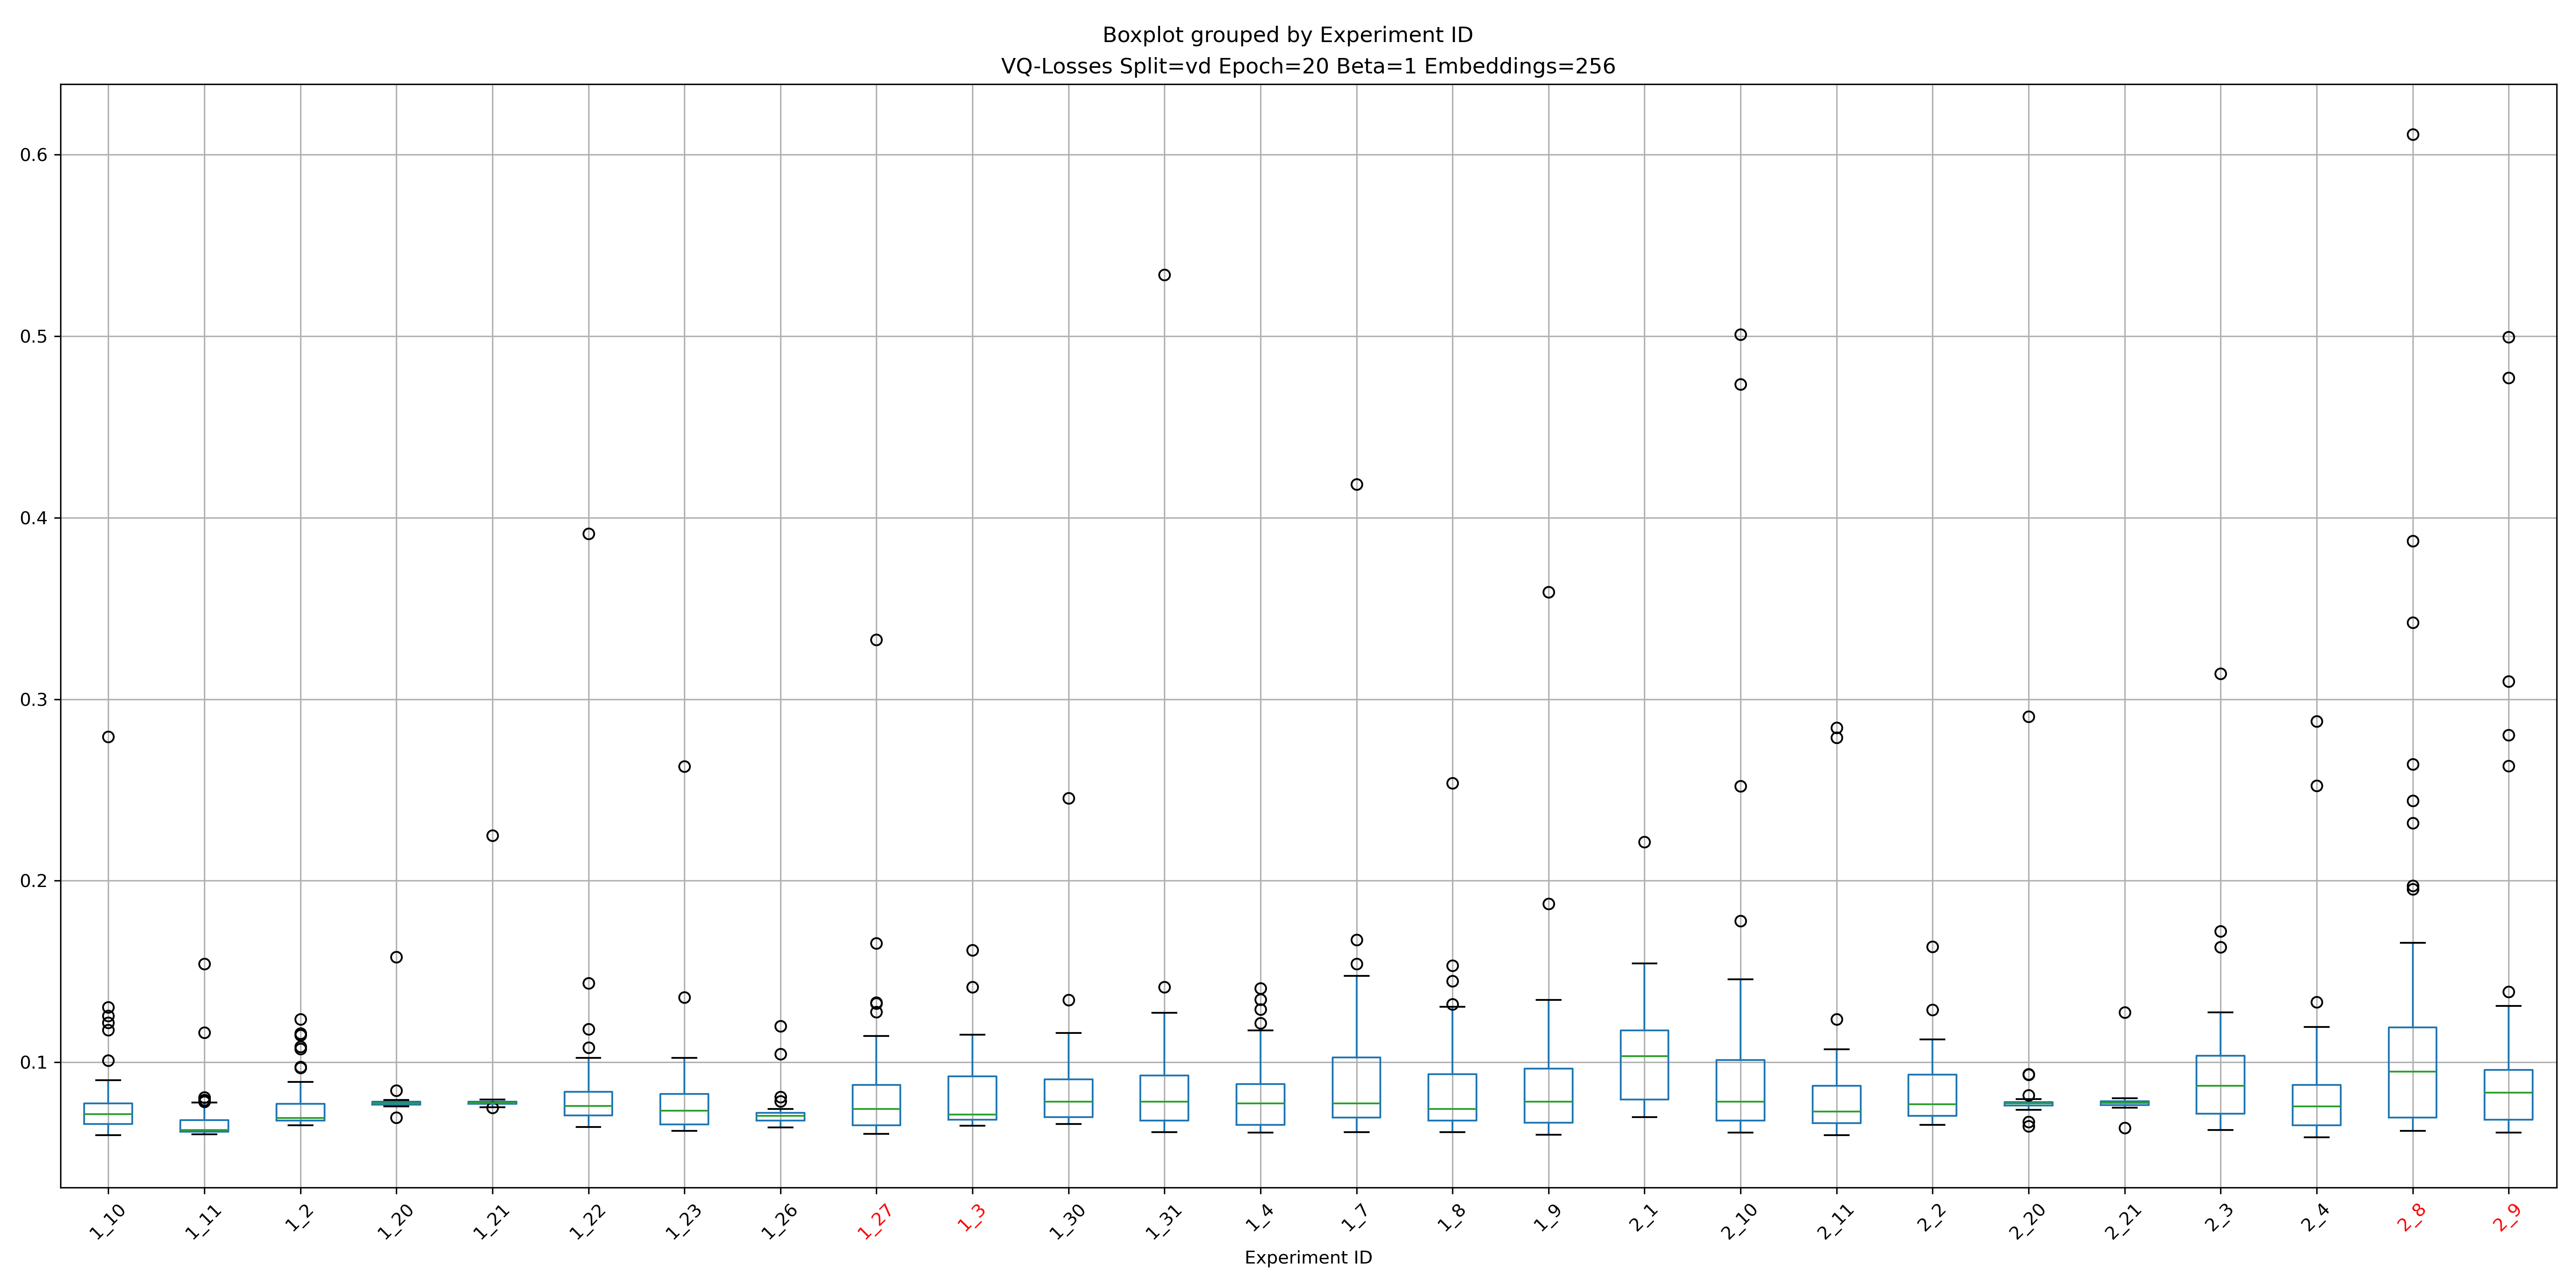 Boxplot grouped by Experiment ID
VQ-Losses Split=vd Epoch=20 Beta=1 Embeddings=256
0.6
0.5
0.4
0.3
0.2
0.1
1_10 1_11 1_2 1_20 1_21 1_22 1_23 1_26 1_27 1_3 1_30 1_31 1_4 1_7 1_8 1_9 2_1 2_10 2_11 2_2 2_20 2_21 2_3 2_4 2_8 2_9
Experiment ID